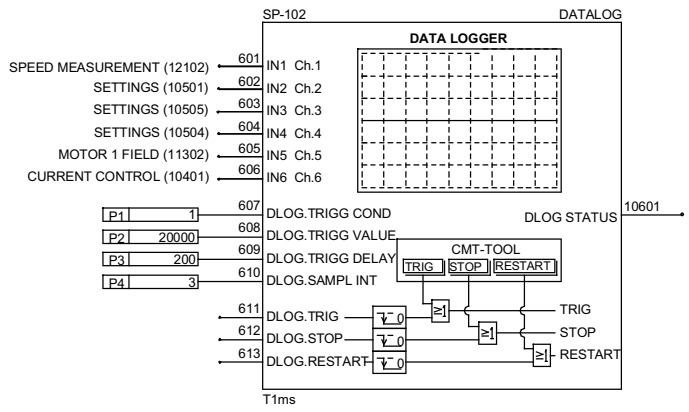 SP-102 DATALOG
DATA LOGGER
SPEED MEASUREMENT (12102) 601 IN1 Ch.1
SETTINGS (10501) 602 IN2 Ch.2
SETTINGS (10505) 603 IN3 Ch.3
SETTINGS (10504) 604 IN4 Ch.4
MOTOR 1 FIELD (11302) 605 IN5 Ch.5
CURRENT CONTROL (10401) 606 IN6 Ch.6
P1 1 607 DLOG.TRIGG COND
DLOG STATUS 10601
P2 20000 608 DLOG.TRIGG VALUE
P3 200 609 DLOG.TRIGG DELAY
P4 3 610 DLOG.SAMPL INT
CMT-TOOL
TRIG STOP RESTART
611 DLOG.TRIG 0 ≥1 TRIG
612 DLOG.STOP 0 ≥1 STOP
613 DLOG.RESTART 0 ≥1 RESTART
T1ms